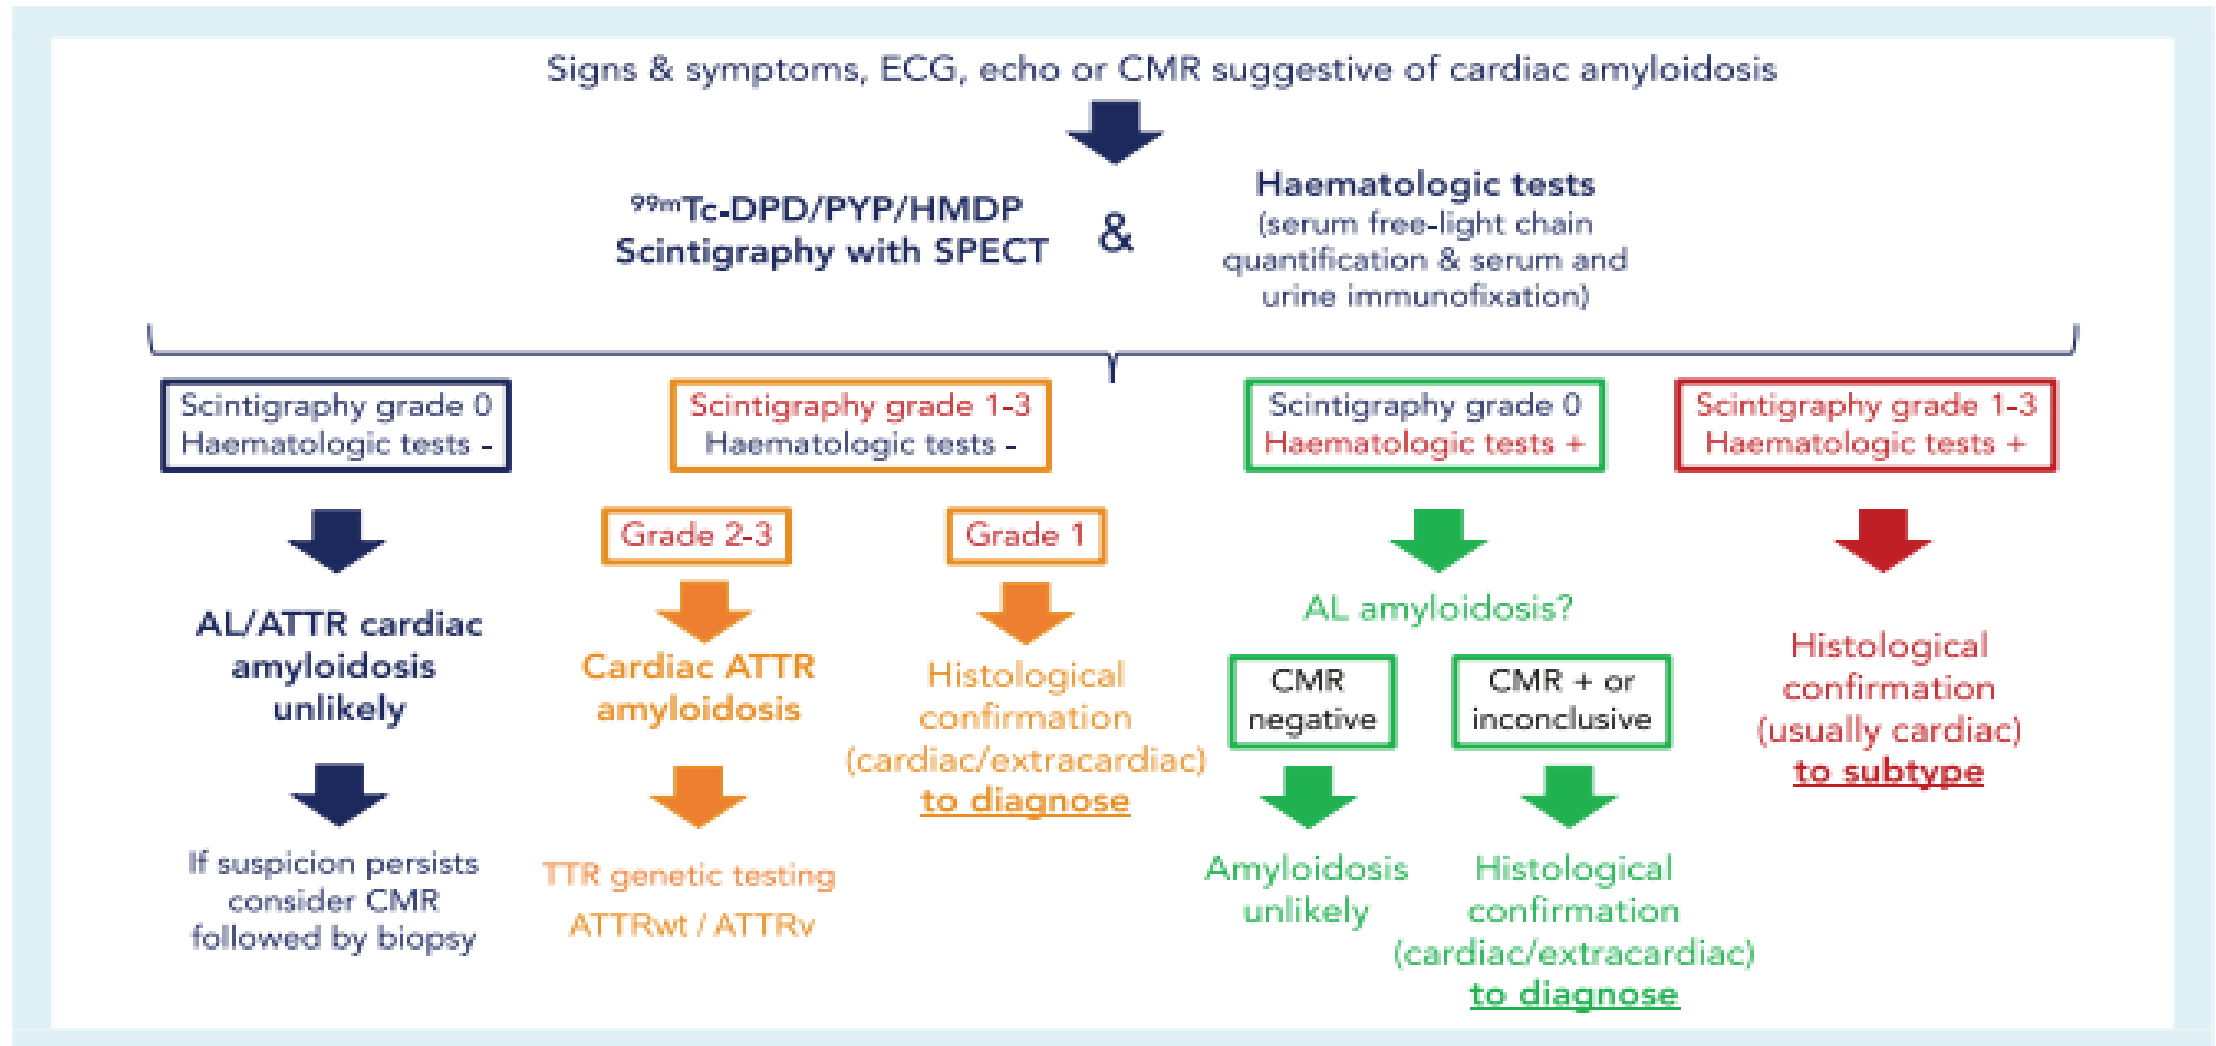 Signs & symptoms, ECG, echo or CMR suggestive of cardiac amyloidosis
99mTc-DPD/PYP/HMDP
Scintigraphy with SPECT
&
Haematologic tests
(serum free-light chain
quantification & serum and
urine immunofixation)
Scintigraphy grade 0
Haematologic tests -
AL/ATTR cardiac
amyloidosis
unlikely
If suspicion persists
consider CMR
followed by biopsy
Scintigraphy grade 1-3
Haematologic tests -
Grade 2-3
Cardiac ATTR
amyloidosis
TTR genetic testing
ATTRwt / ATTRv
Grade 1
Histological
confirmation
(cardiac/extracardiac)
to diagnose
Scintigraphy grade 0
Haematologic tests +
AL amyloidosis?
CMR
negative
Amyloidosis
unlikely
CMR + or
inconclusive
Histological
confirmation
(cardiac/extracardiac)
to diagnose
Scintigraphy grade 1-3
Haematologic tests +
Histological
confirmation
(usually cardiac)
to subtype